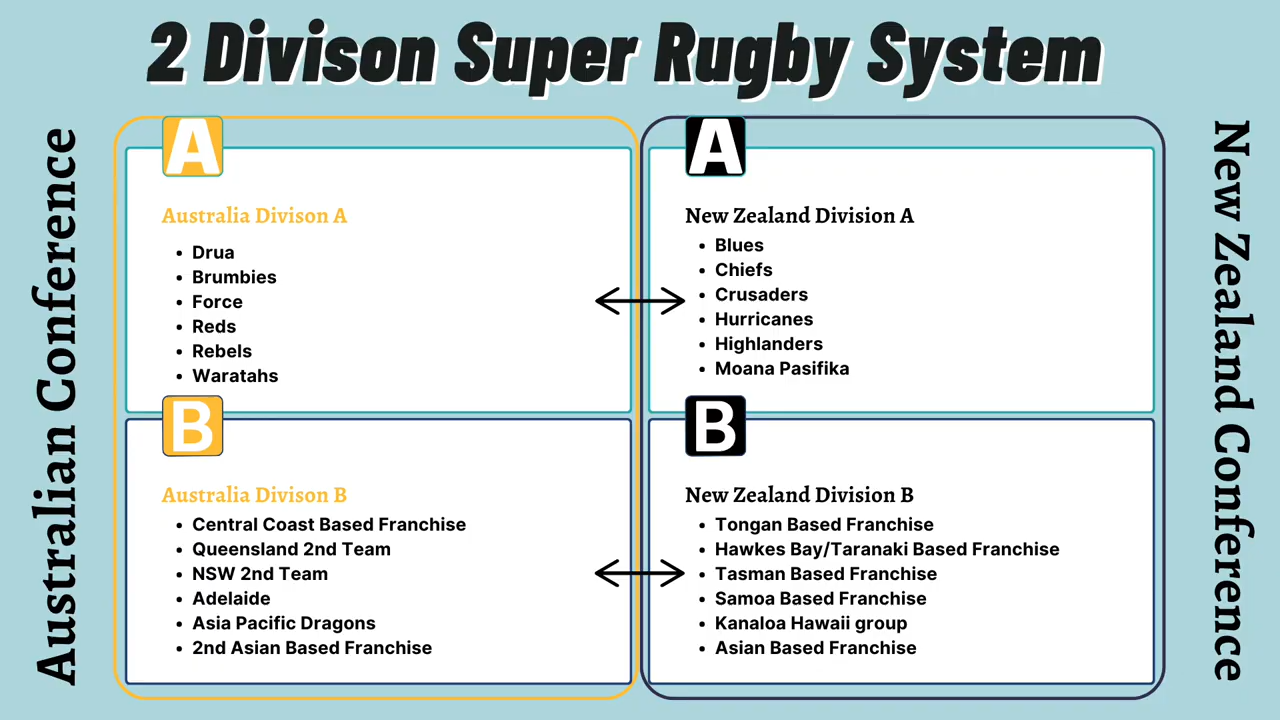 2 Divison Super Rugby System
Australian Conference
A
Australia Divison A
Drua
Brumbies
Force
Reds
Rebels
Waratahs
B
Australia Divison B
Central Coast Based Franchise
Queensland 2nd Team
NSW 2nd Team
Adelaide
Asia Pacific Dragons
2nd Asian Based Franchise
A
New Zealand Division A
Blues
Chiefs
Crusaders
Hurricanes
Highlanders
Moana Pasifika
B
New Zealand Division B
Tongan Based Franchise
Hawkes Bay/Taranaki Based Franchise
Tasman Based Franchise
Samoa Based Franchise
Kanaloa Hawaii group
Asian Based Franchise
New Zealand Conference